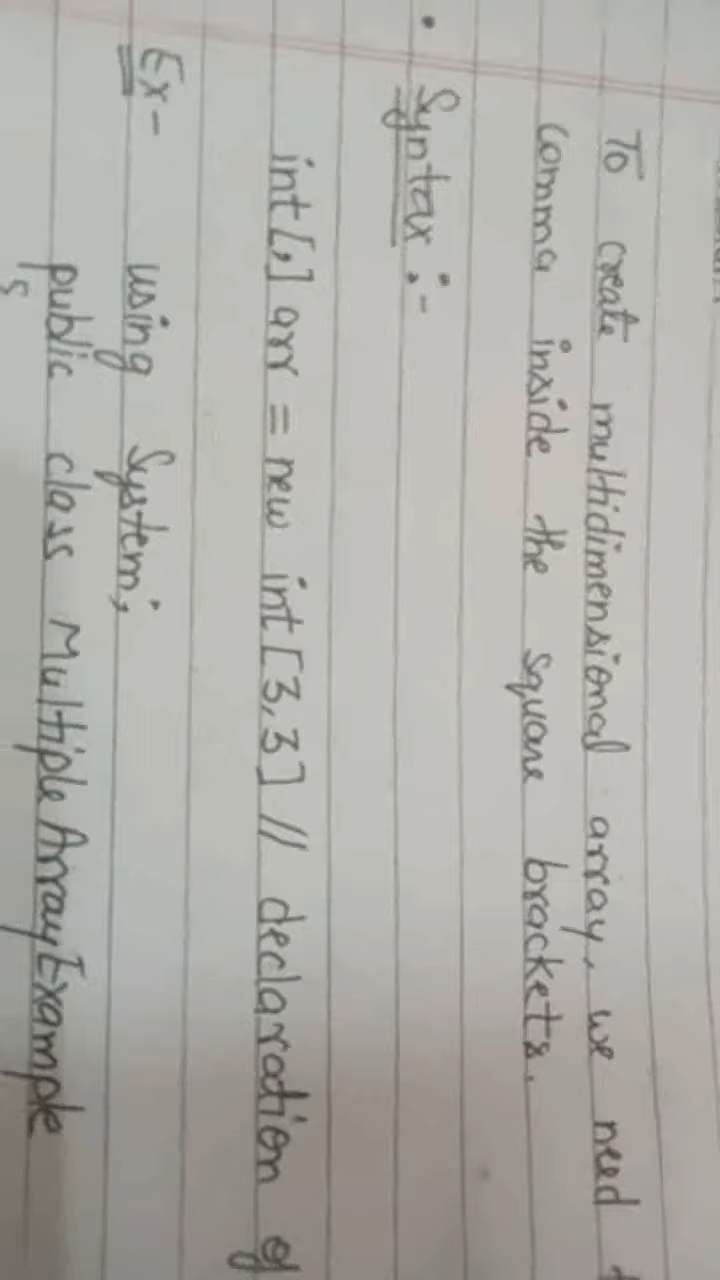 To create multidimensional array, we need
comma inside the square brackets.
• Syntax :-
int[,] arr = new int[3,3] // declaration of
Ex- using System;
public class MultipleArrayExample